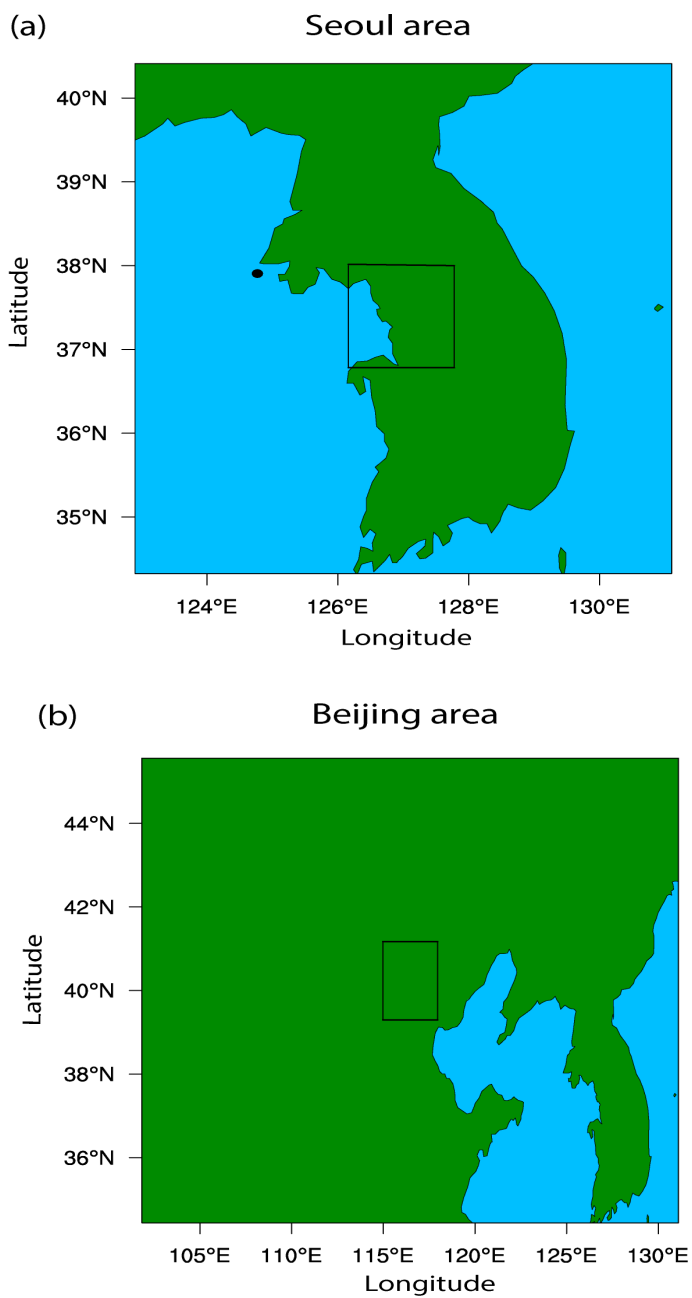 (a) Seoul area
40°N
39°N
38°N
37°N
36°N
35°N
Latitude
124°E 126°E 128°E 130°E
Longitude
(b) Beijing area
44°N
42°N
40°N
38°N
36°N
Latitude
105°E 110°E 115°E 120°E 125°E 130°E
Longitude